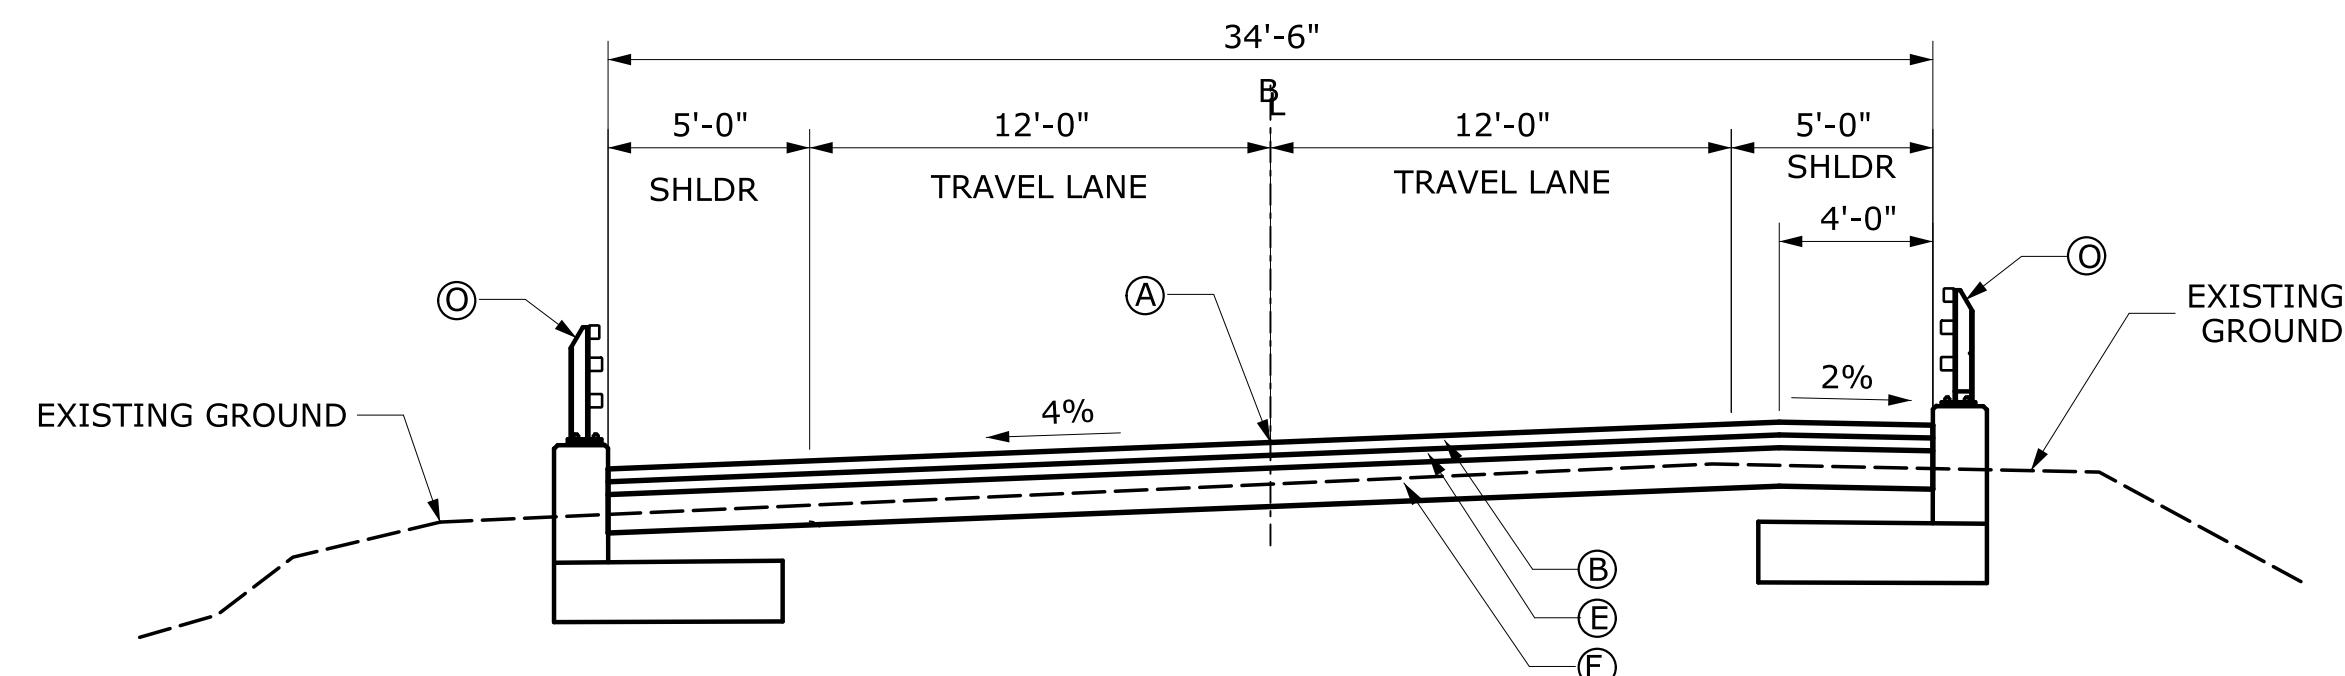 34'-6"
BL
5'-0" 12'-0" 12'-0" 5'-0"
SHLDR TRAVEL LANE TRAVEL LANE SHLDR
4'-0"
O A O
EXISTING
GROUND
2%
EXISTING GROUND 4%
B
E
F